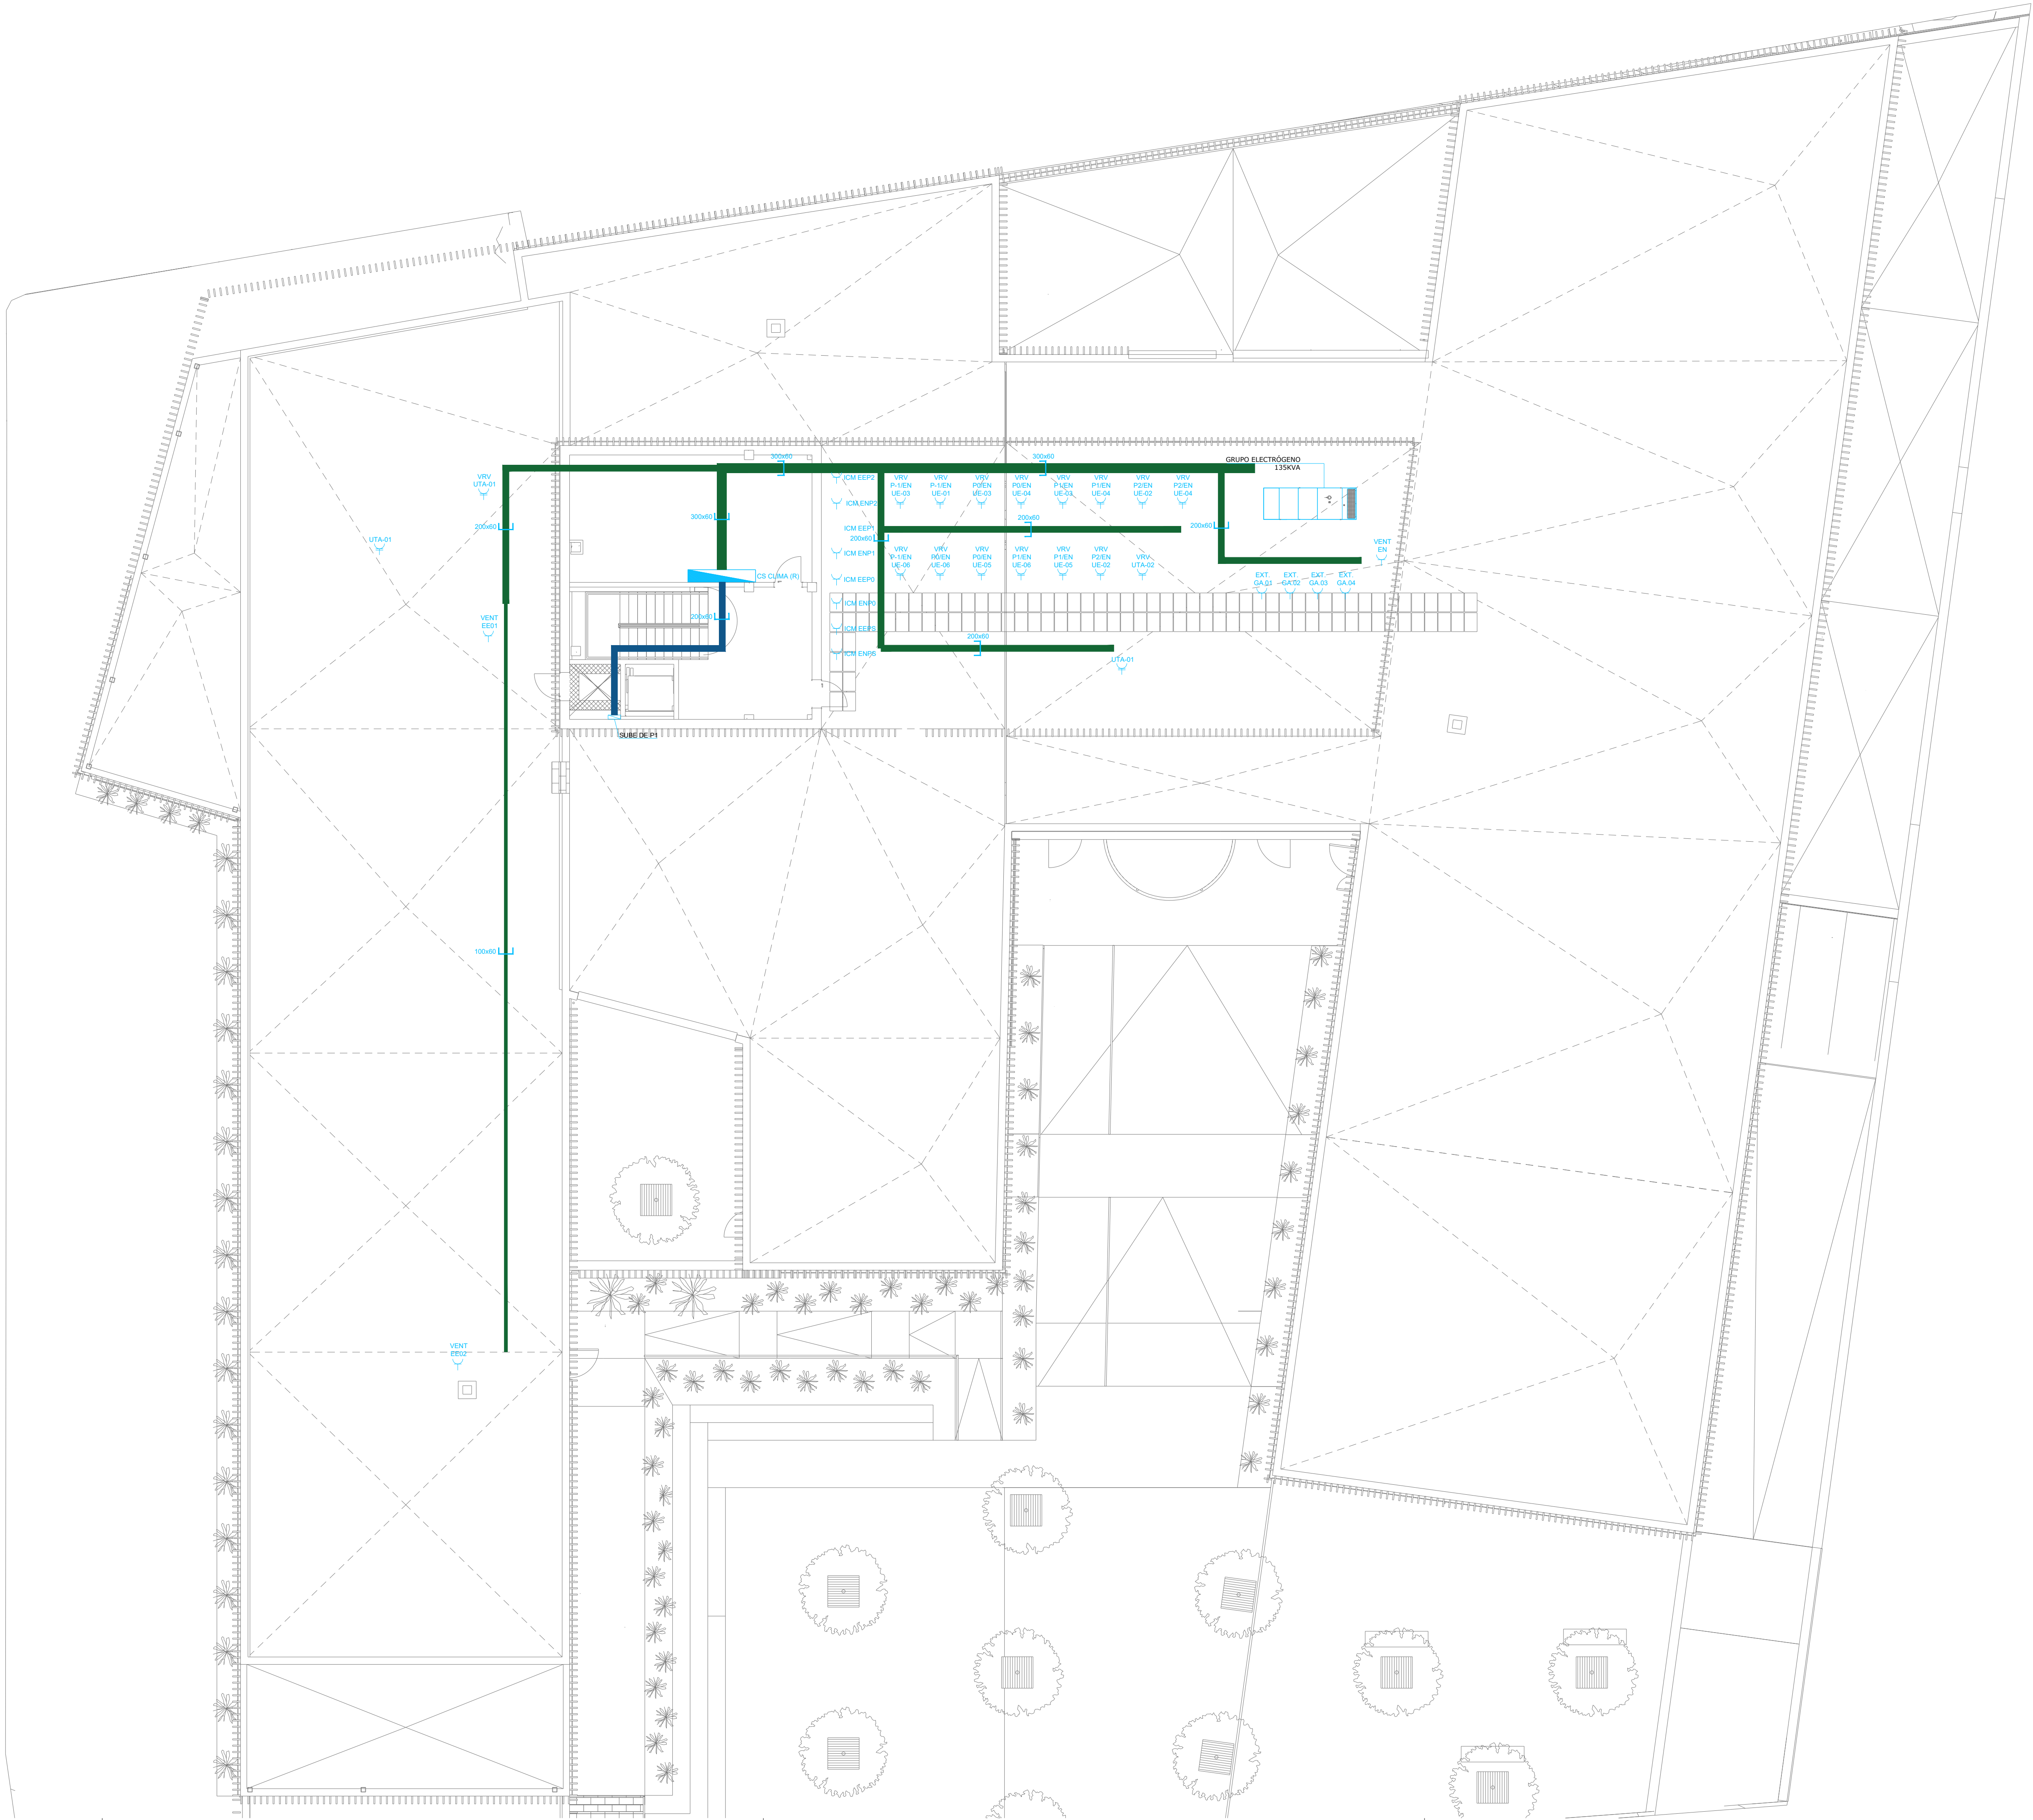 300x60
300x60
GRUPO ELECTRÓGENO
135KVA
VRV
UTA-01
ICM EEP2
VRV
P-1/EN
UE-03
VRV
P-1/EN
UE-01
VRV
P0/EN
UE-03
VRV
P0/EN
UE-04
VRV
P1/EN
UE-03
VRV
P1/EN
UE-04
VRV
P2/EN
UE-02
VRV
P2/EN
UE-04
ICM ENP2
200x60
300x60
ICM EEP1
200x60
200x60
200x60
UTA-01
VENT
EN
ICM ENP1
VRV
P-1/EN
UE-06
VRV
P0/EN
UE-06
VRV
P0/EN
UE-05
VRV
P1/EN
UE-06
VRV
P1/EN
UE-05
VRV
P2/EN
UE-02
VRV
UTA-02
CS CLIMA (R)
ICM EEP0
EXT.
GA.01
EXT.
GA.02
EXT.
GA.03
EXT.
GA.04
ICM ENP0
VENT
EE01
200x60
ICM EEPS
200x60
ICM ENPS
UTA-01
SUBE DE P1
100x60
VENT
EE02